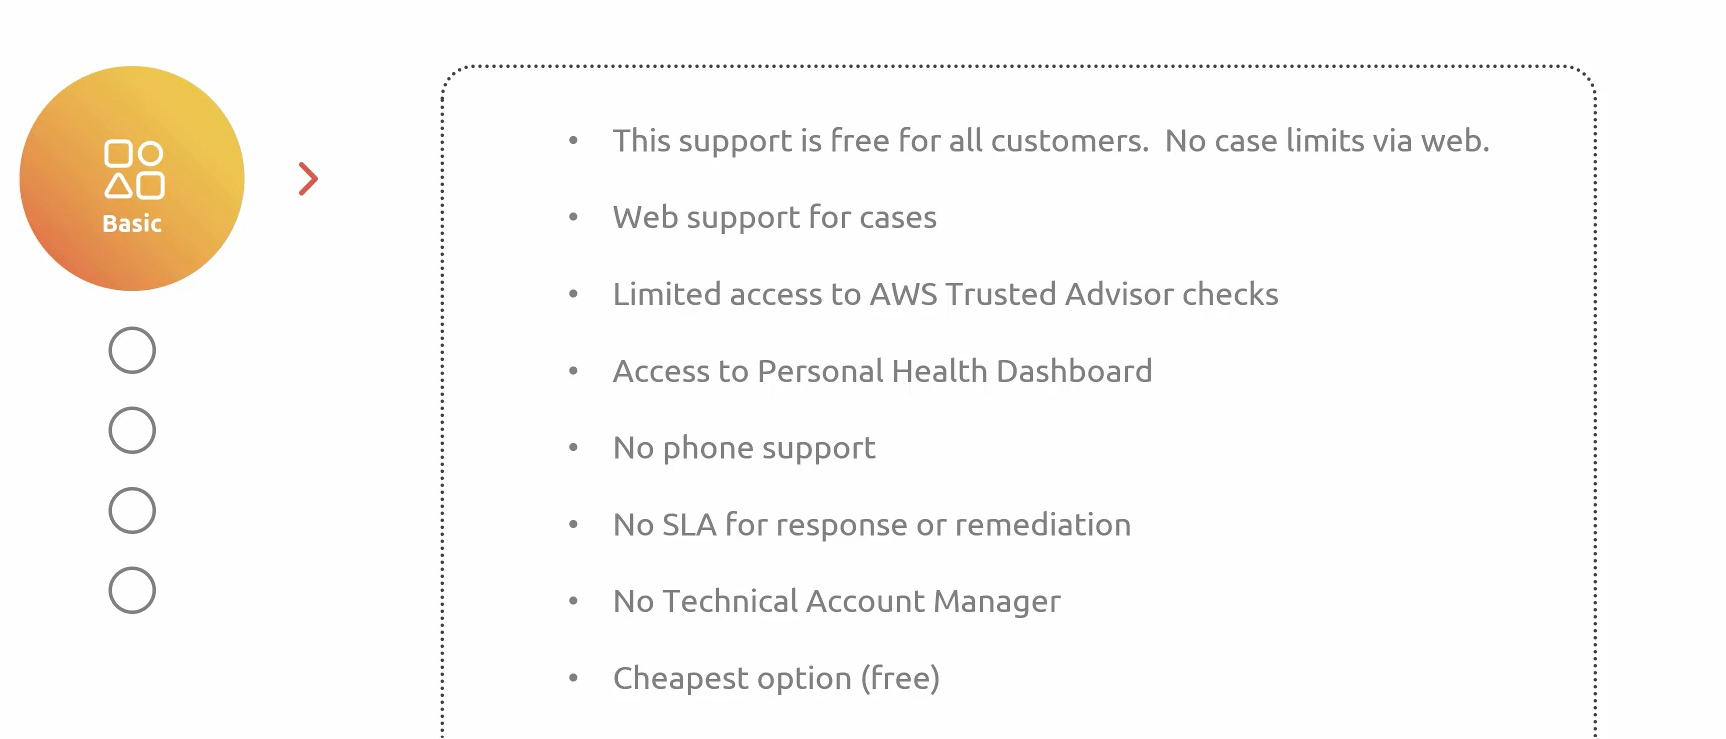 Basic
• This support is free for all customers.  No case limits via web.
• Web support for cases
• Limited access to AWS Trusted Advisor checks
• Access to Personal Health Dashboard
• No phone support
• No SLA for response or remediation
• No Technical Account Manager
• Cheapest option (free)